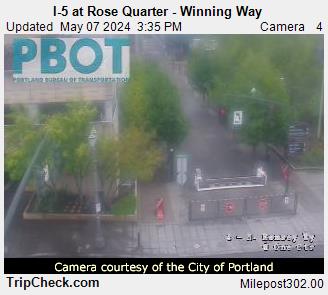 I-5 at Rose Quarter - Winning Way
Updated May 07 2024 3:35 PM Camera 4
PBOT
PORTLAND BUREAU OF TRANSPORTATION
Camera courtesy of the City of Portland
TripCheck.com Milepost302.00